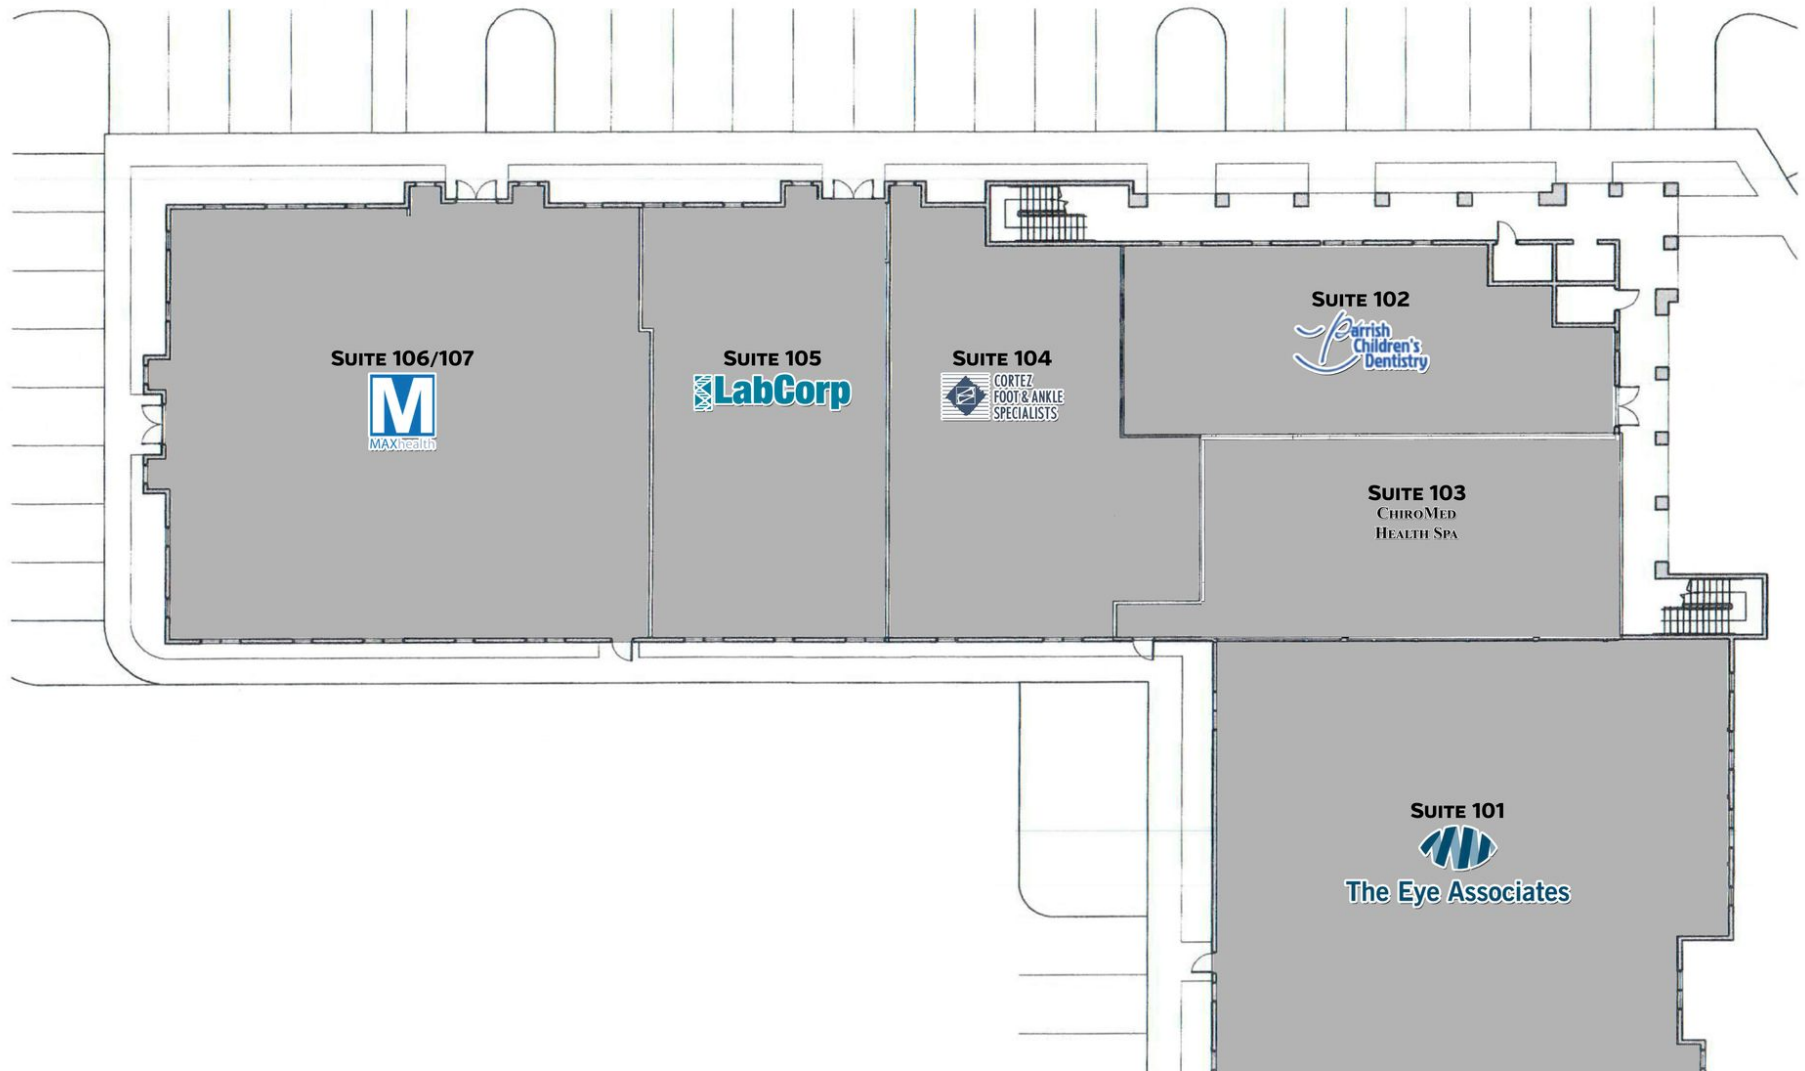 SUITE 106/107
M
MAXhealth
SUITE 105
LabCorp
SUITE 104
CORTEZ
FOOT & ANKLE
SPECIALISTS
SUITE 102
Parrish
Children's
Dentistry
SUITE 103
CHIROMED
HEALTH SPA
SUITE 101
The Eye Associates